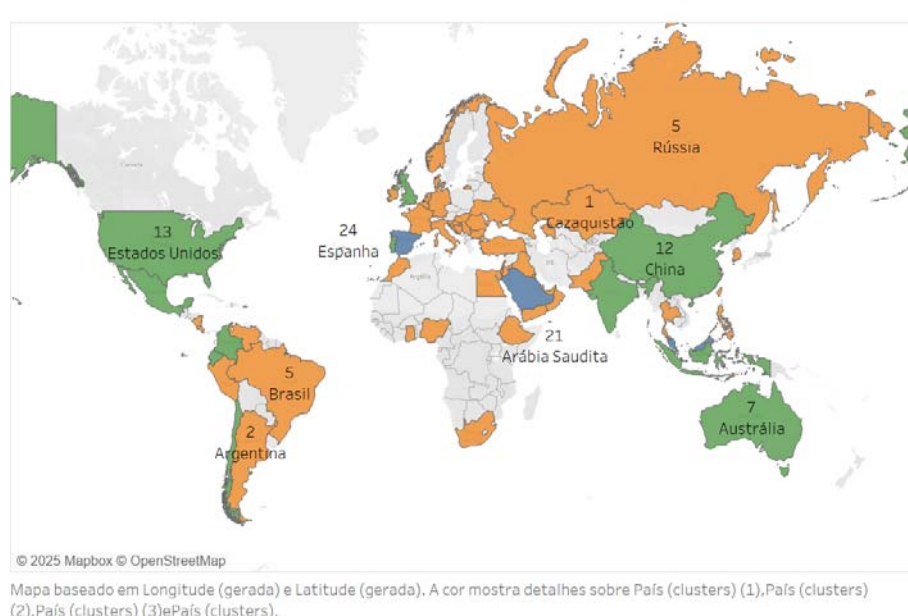 Canadá
5
Rússia
1
Cazaquistão
13
Estados Unidos
24
Espanha
12
China
Argélia
21
Arábia Saudita
5
Brasil
7
Austrália
2
Argentina
© 2025 Mapbox © OpenStreetMap
Mapa baseado em Longitude (gerada) e Latitude (gerada). A cor mostra detalhes sobre País (clusters) (1),País (clusters)
(2),País (clusters) (3)ePaís (clusters).